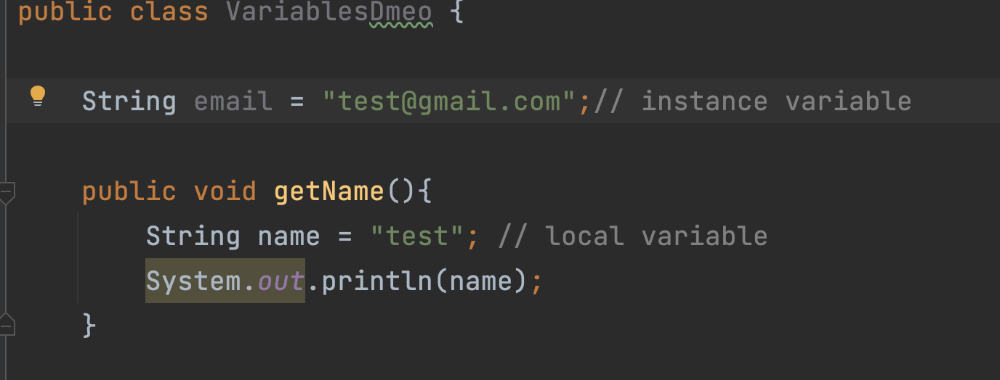 public class VariablesDmeo {
String email = "test@gmail.com";// instance variable
public void getName(){
String name = "test"; // local variable
System.out.println(name);
}